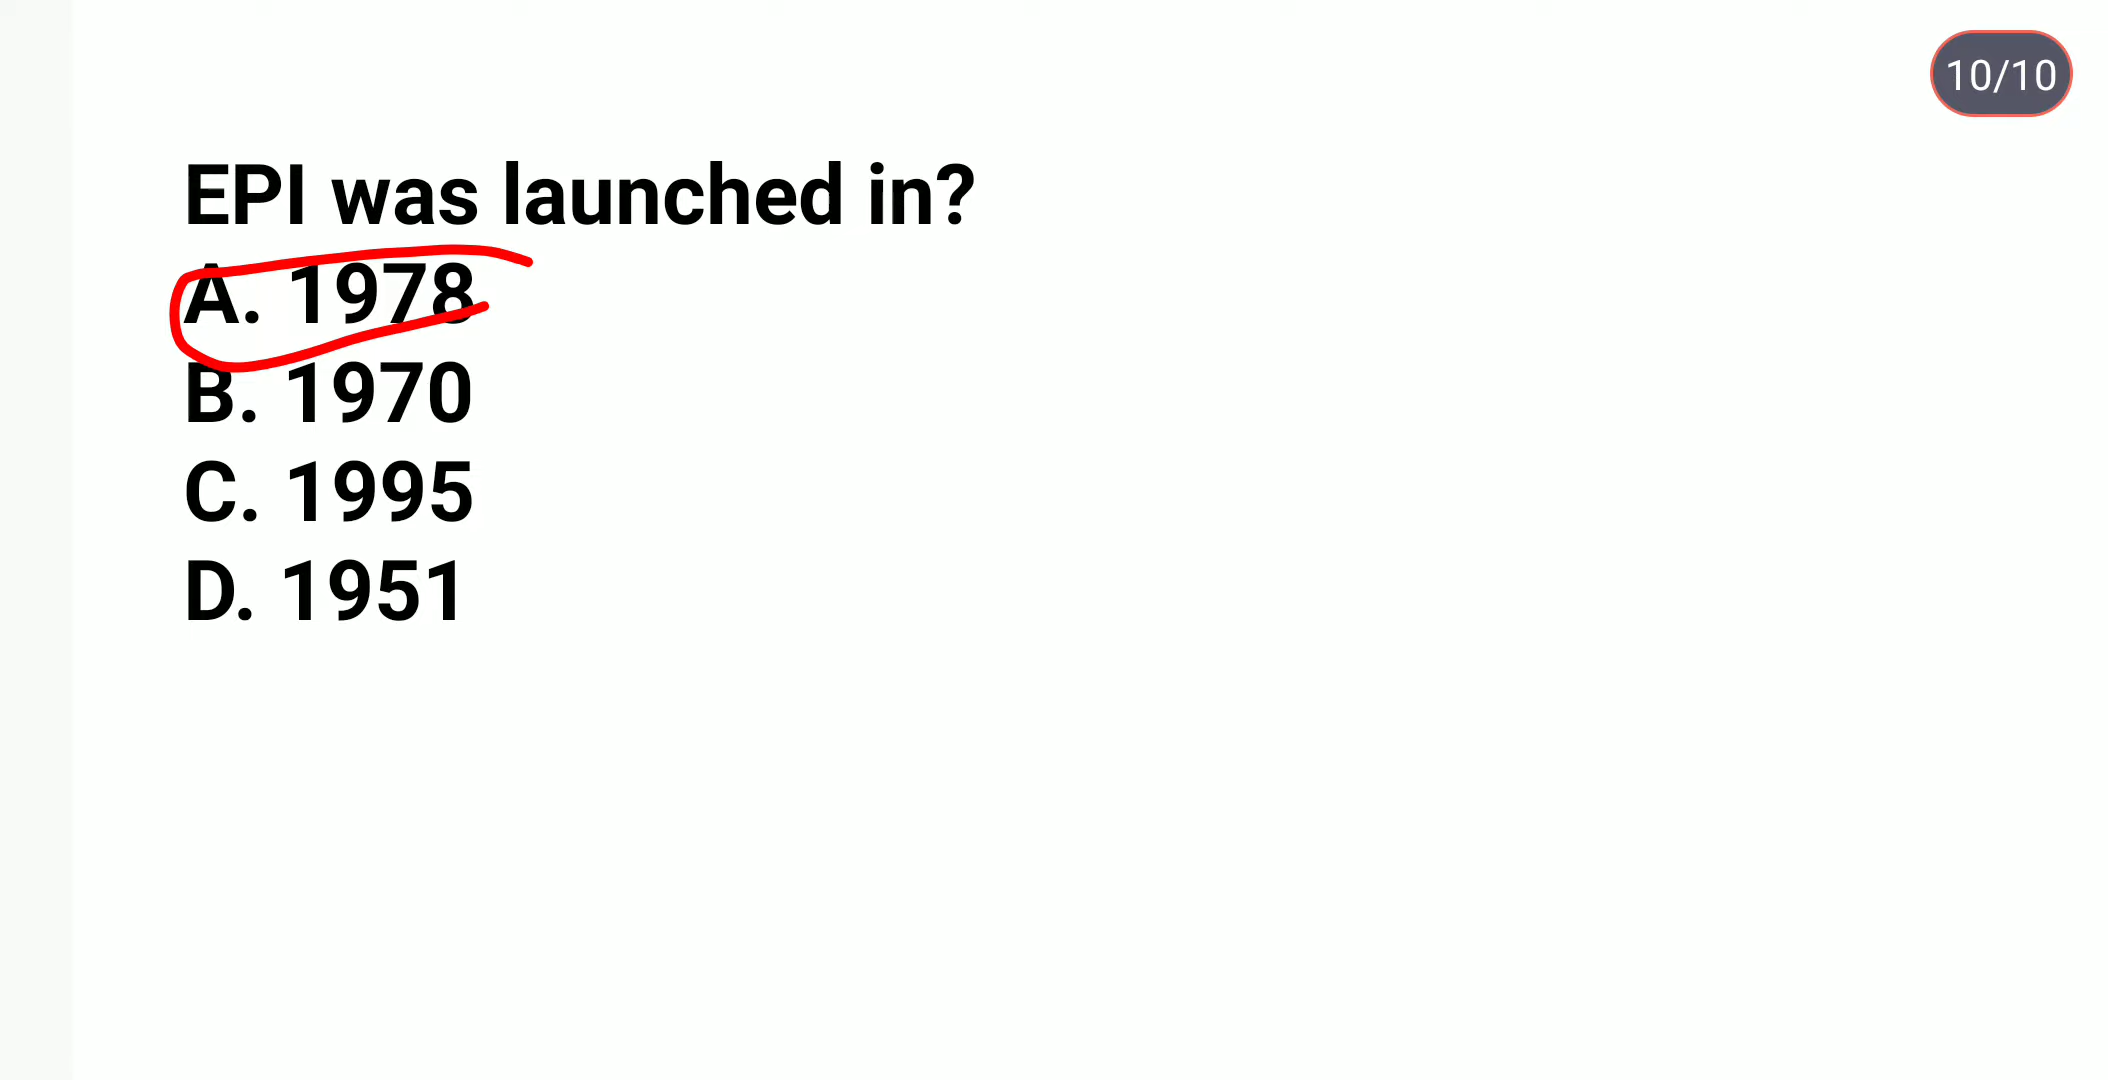 10/10
EPI was launched in?
A. 1978
B. 1970
C. 1995
D. 1951